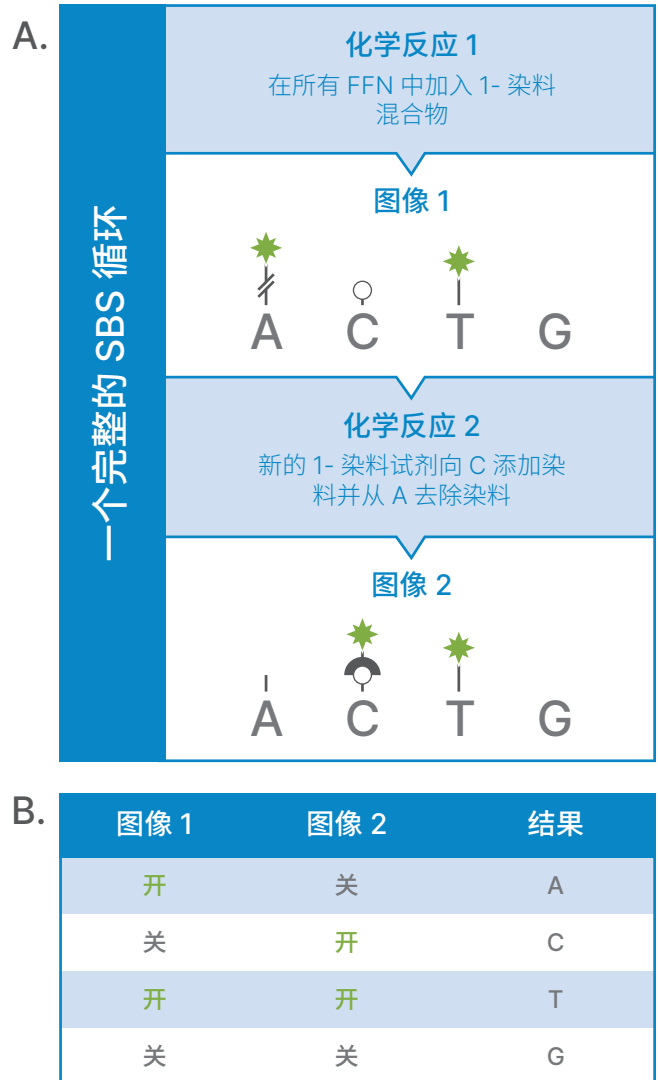 A.
一个完整的 SBS 循环
化学反应 1
在所有 FFN 中加入 1- 染料
混合物
图像 1
A C T G
化学反应 2
新的 1- 染料试剂向 C 添加染
料并从 A 去除染料
图像 2
A C T G
B.
图像 1 图像 2 结果
开 关 A
关 开 C
开 开 T
关 关 G